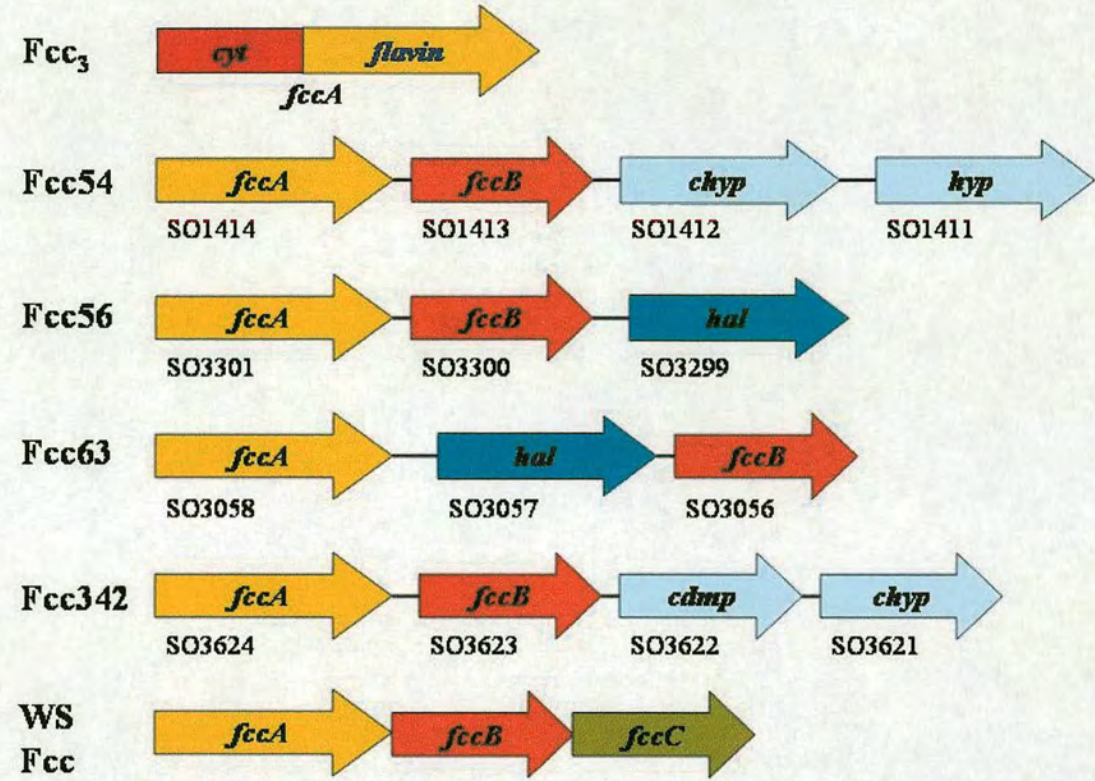 Fcc3
cyt flavin
fccA
Fcc54
fccA fccB chyp hyp
SO1414 SO1413 SO1412 SO1411
Fcc56
fccA fccB hal
SO3301 SO3300 SO3299
Fcc63
fccA hal fccB
SO3058 SO3057 SO3056
Fcc342
fccA fccB cdmp chyp
SO3624 SO3623 SO3622 SO3621
WS
Fcc
fccA fccB fccC